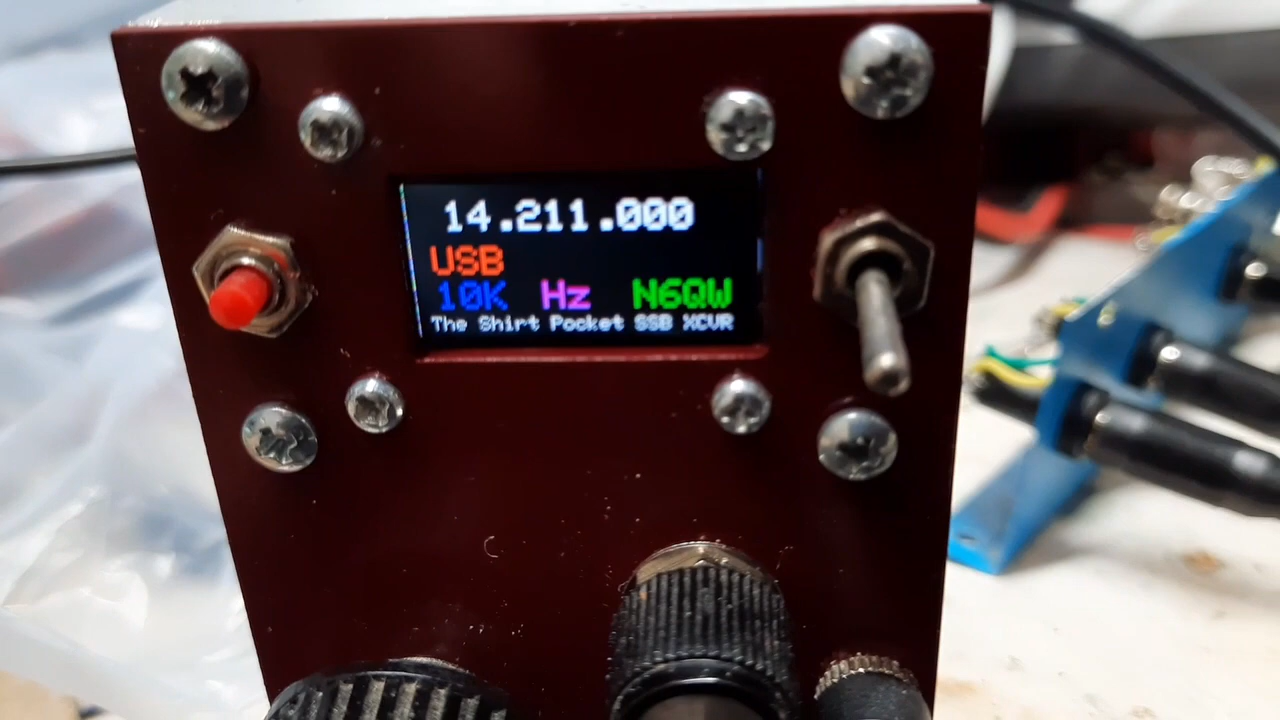 14.211.000
USB
10K Hz N6QW
The Shirt Pocket SSB XCVR